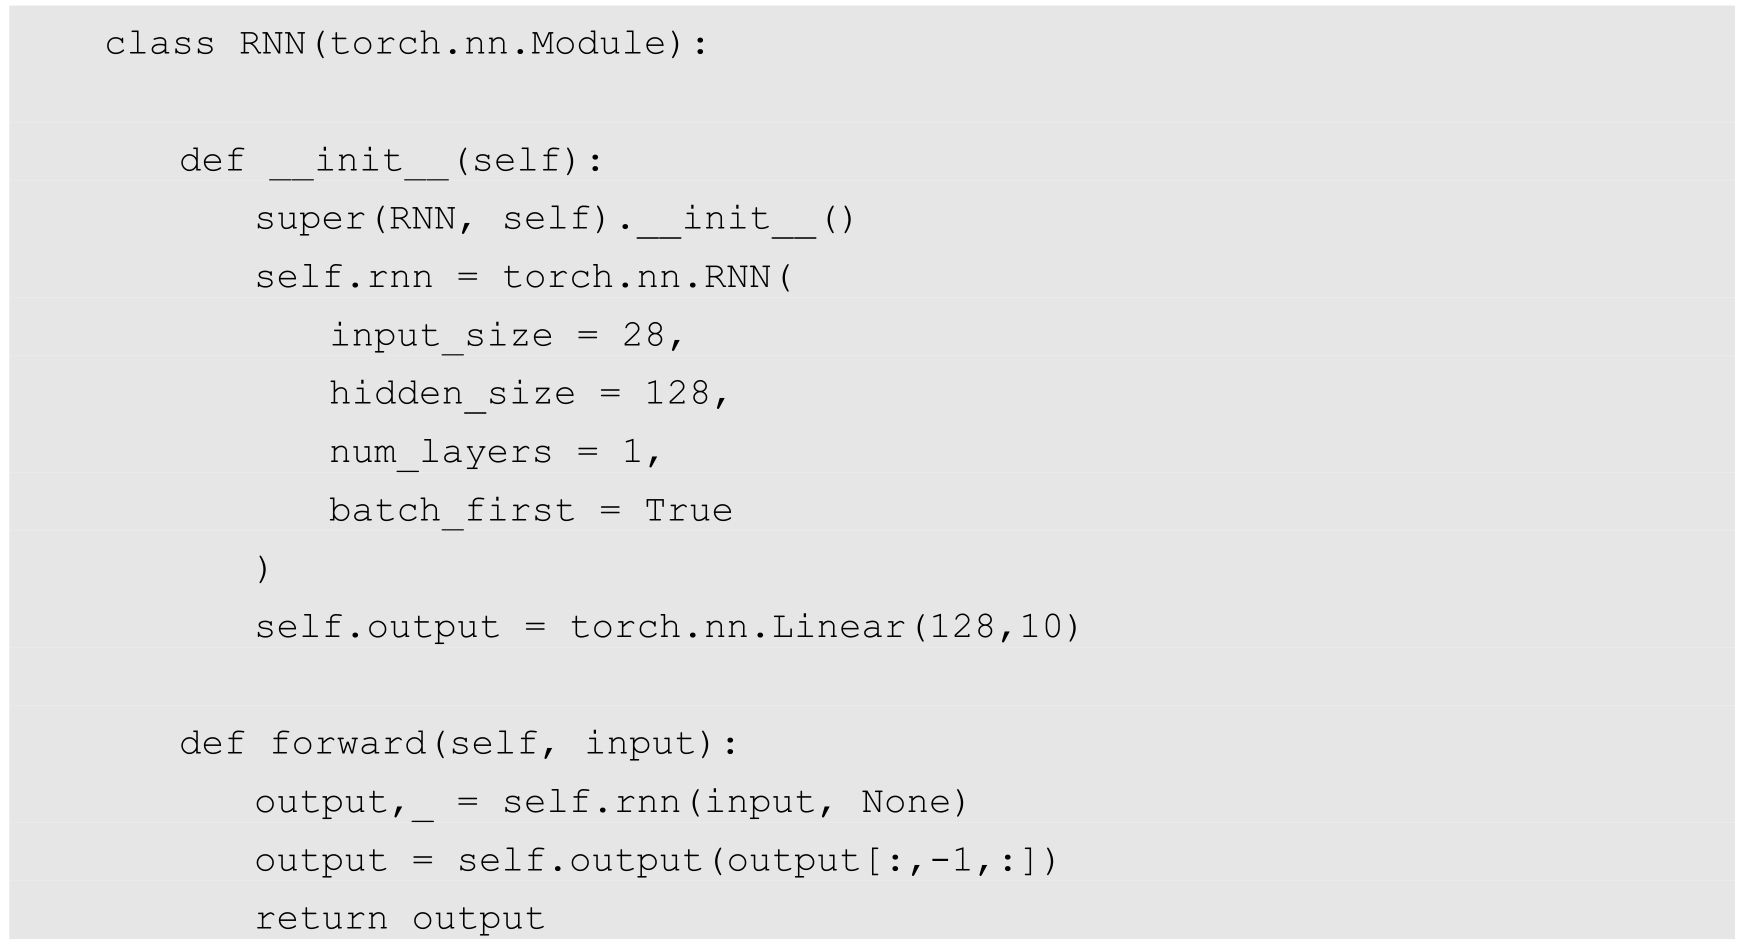 class RNN(torch.nn.Module):
def __init__(self):
super(RNN, self).__init__()
self.rnn = torch.nn.RNN(
input_size = 28,
hidden_size = 128,
num_layers = 1,
batch_first = True
)
self.output = torch.nn.Linear(128,10)
def forward(self, input):
output,_ = self.rnn(input, None)
output = self.output(output[:,-1,:])
return output